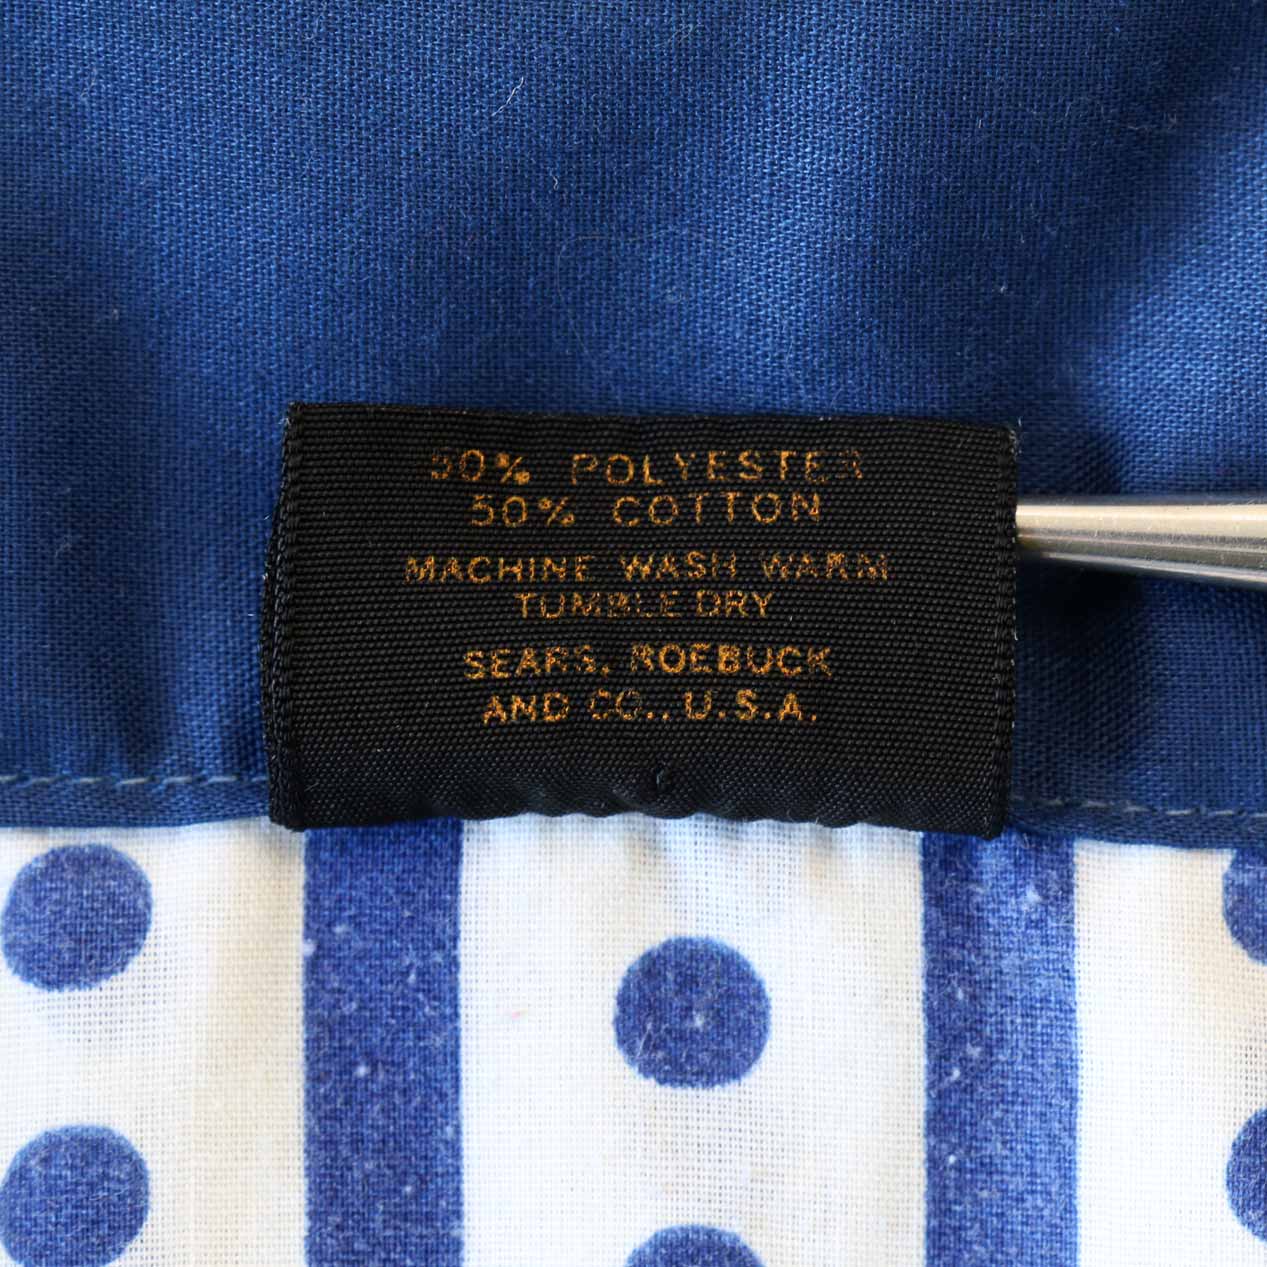 50% POLYESTER
50% COTTON
MACHINE WASH WARM
TUMBLE DRY
SEARS, ROEBUCK
AND CO., U.S.A.